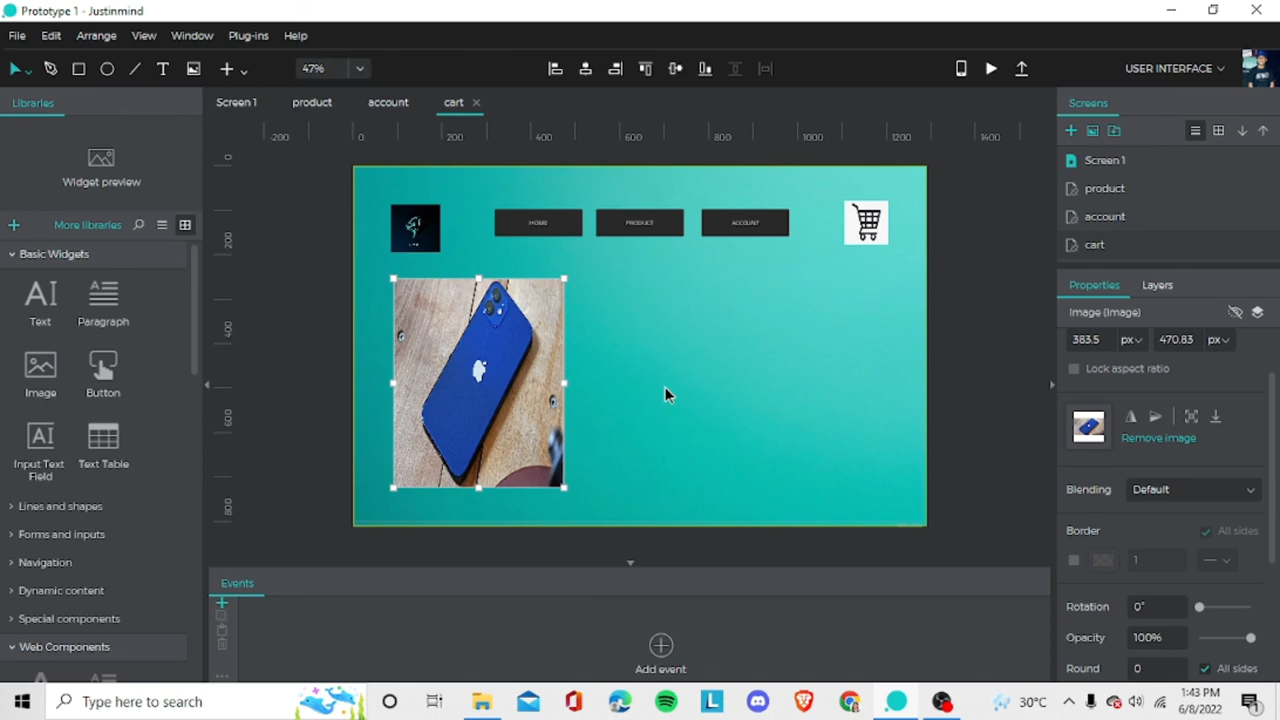 Prototype 1 - Justinmind
File Edit Arrange View Window Plug-ins Help
47%
USER INTERFACE
Libraries
Screen 1 product account cart
Screens
-200 0 200 400 600 800 1000 1200 1400
Widget preview
More libraries
Basic Widgets
Text Paragraph
Image Button
Input Text Field Text Table
Lines and shapes
Forms and inputs
Navigation
Dynamic content
Special components
Web Components
0
200
400
600
800
HOME PRODUCT ACCOUNT
Screen 1
product
account
cart
Properties Layers
Image (Image)
383.5 px 470.83 px
Lock aspect ratio
Remove image
Blending Default
Border All sides
1
Rotation 0°
Opacity 100%
Round 0 All sides
Events
Add event
Type here to search
L
30°C
1:43 PM
6/8/2022
1